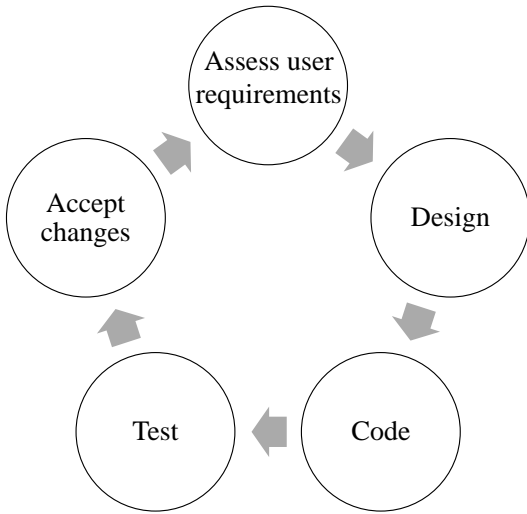 Assess user
requirements
Design
Code
Test
Accept
changes